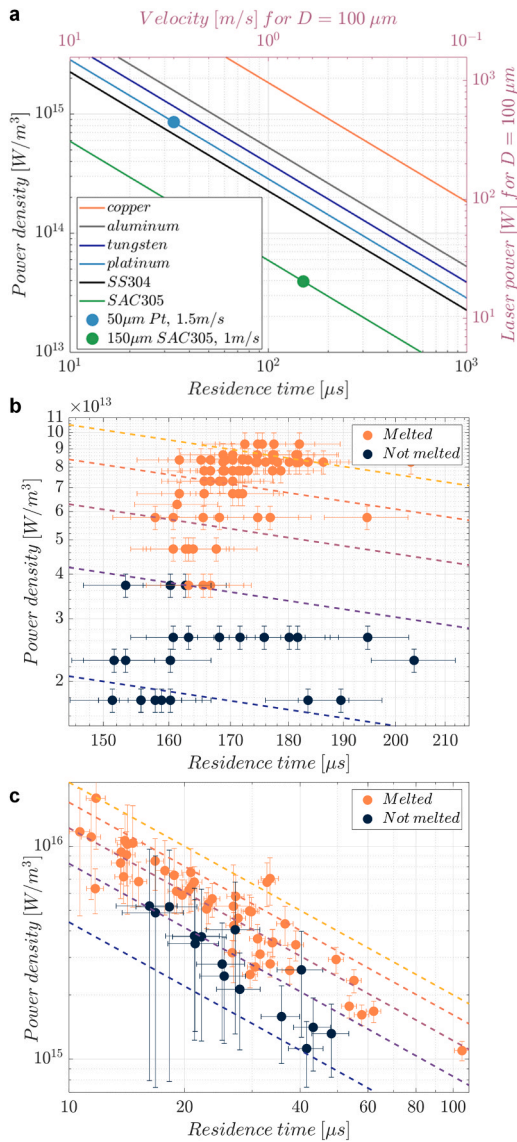 a
Velocity [m/s] for D = 100 μm
10¹ 10⁰ 10⁻¹
Power density [W/m³]
10¹⁵
10¹⁴
10¹³
10³
10²
10¹
Laser power [W] for D = 100 μm
copper
aluminum
tungsten
platinum
SS304
SAC305
50μm Pt, 1.5m/s
150μm SAC305, 1m/s
10¹ 10² 10³
Residence time [μs]
b
×10¹³
Melted
Not melted
Power density [W/m³]
11
10
9
8
7
6
5
4
3
2
150 160 170 180 190 200 210
Residence time [μs]
c
Melted
Not melted
Power density [W/m³]
10¹⁶
10¹⁵
10 20 40 60 80 100
Residence time [μs]